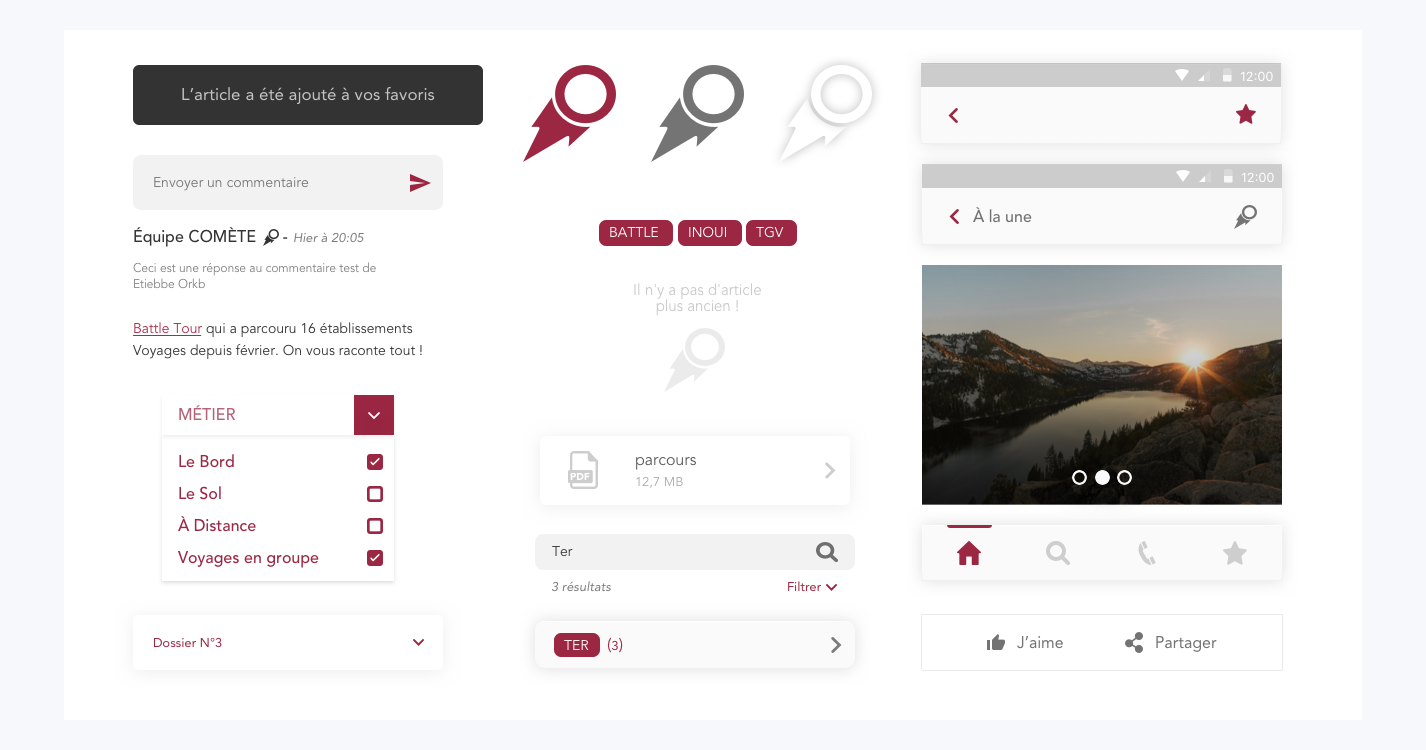 L’article a été ajouté à vos favoris
Envoyer un commentaire
Équipe COMÈTE - Hier à 20:05
Ceci est une réponse au commentaire test de
Etiebbe Orkb
Battle Tour qui a parcouru 16 établissements
Voyages depuis février. On vous raconte tout !
MÉTIER
Le Bord
Le Sol
À Distance
Voyages en groupe
Dossier N°3
BATTLE INOUI TGV
Il n'y a pas d'article
plus ancien !
PDF
parcours
12,7 MB
Ter
3 résultats Filtrer
TER (3)
12:00
12:00
À la une
J’aime Partager